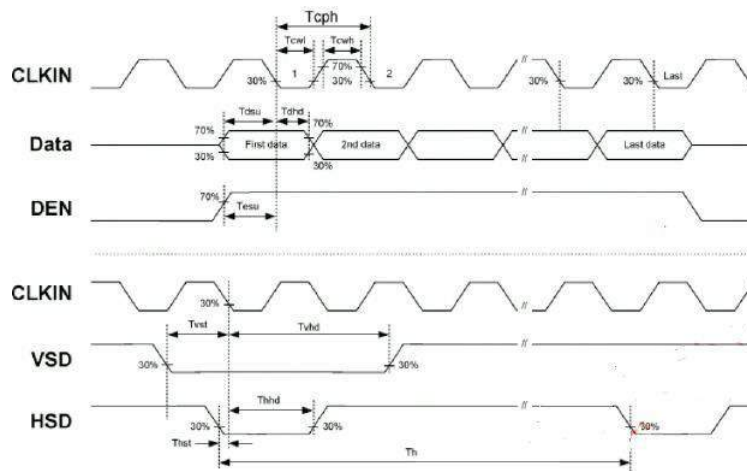 Tcph
Tcwl Tcwh
CLKIN 30% 1 70% 30% 2 // 30% 30% Last
Tdsu Tdhd
70% 70%
Data First data 2nd data // Last data
30% 30%
70%
DEN Tesu //
CLKIN 30% //
Tvst Tvhd
VSD 30% 30% //
Thhd
HSD 30% 30% // 30%
Thst
Th